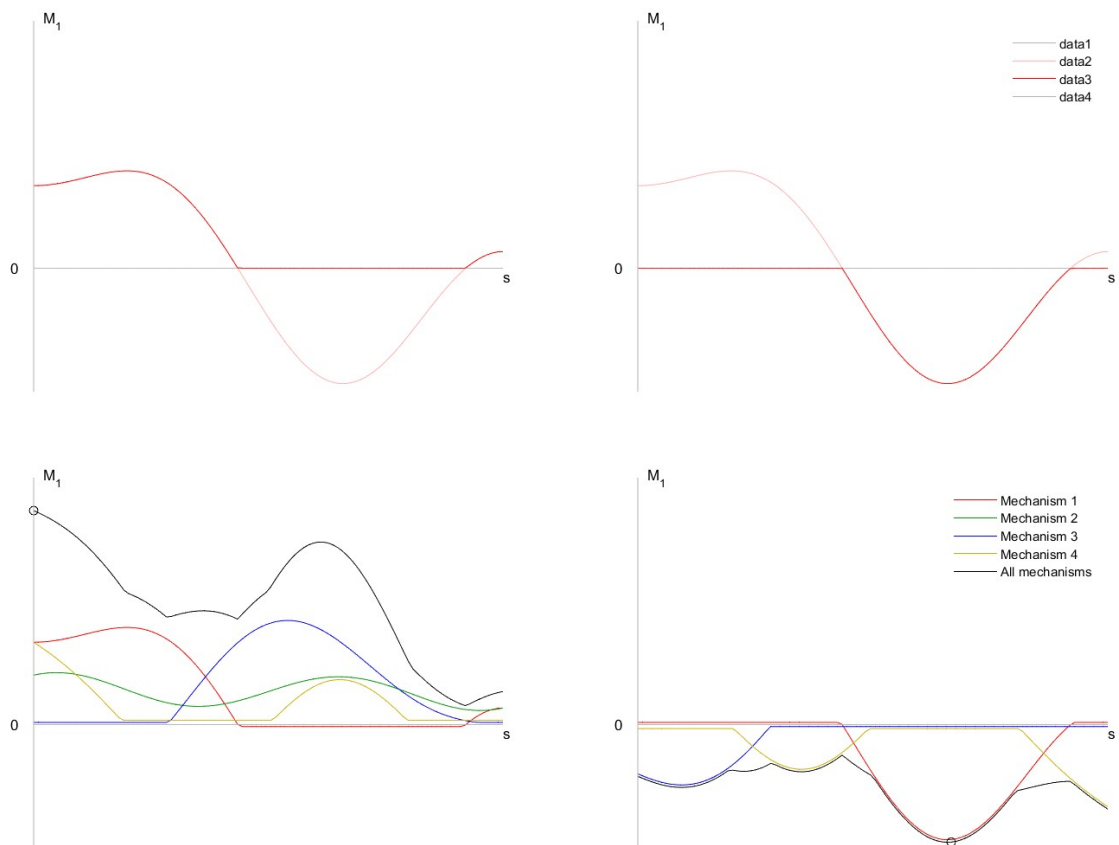 M1
0
s
M1
data1
data2
data3
data4
0
s
M1
0
s
M1
Mechanism 1
Mechanism 2
Mechanism 3
Mechanism 4
All mechanisms
0
s